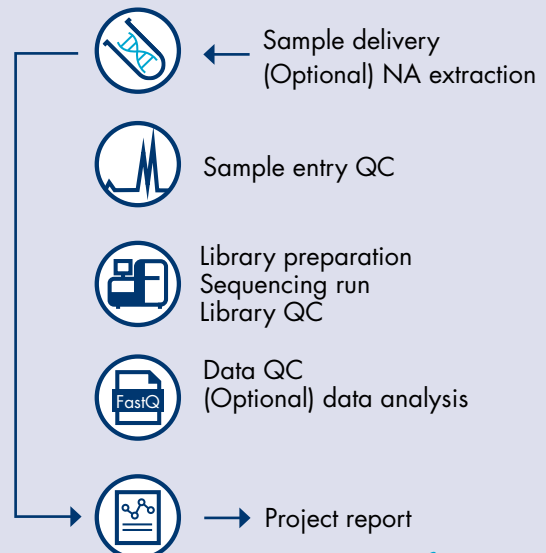 Sample delivery
(Optional) NA extraction
Sample entry QC
Library preparation
Sequencing run
Library QC
Data QC
(Optional) data analysis
FastQ
Project report